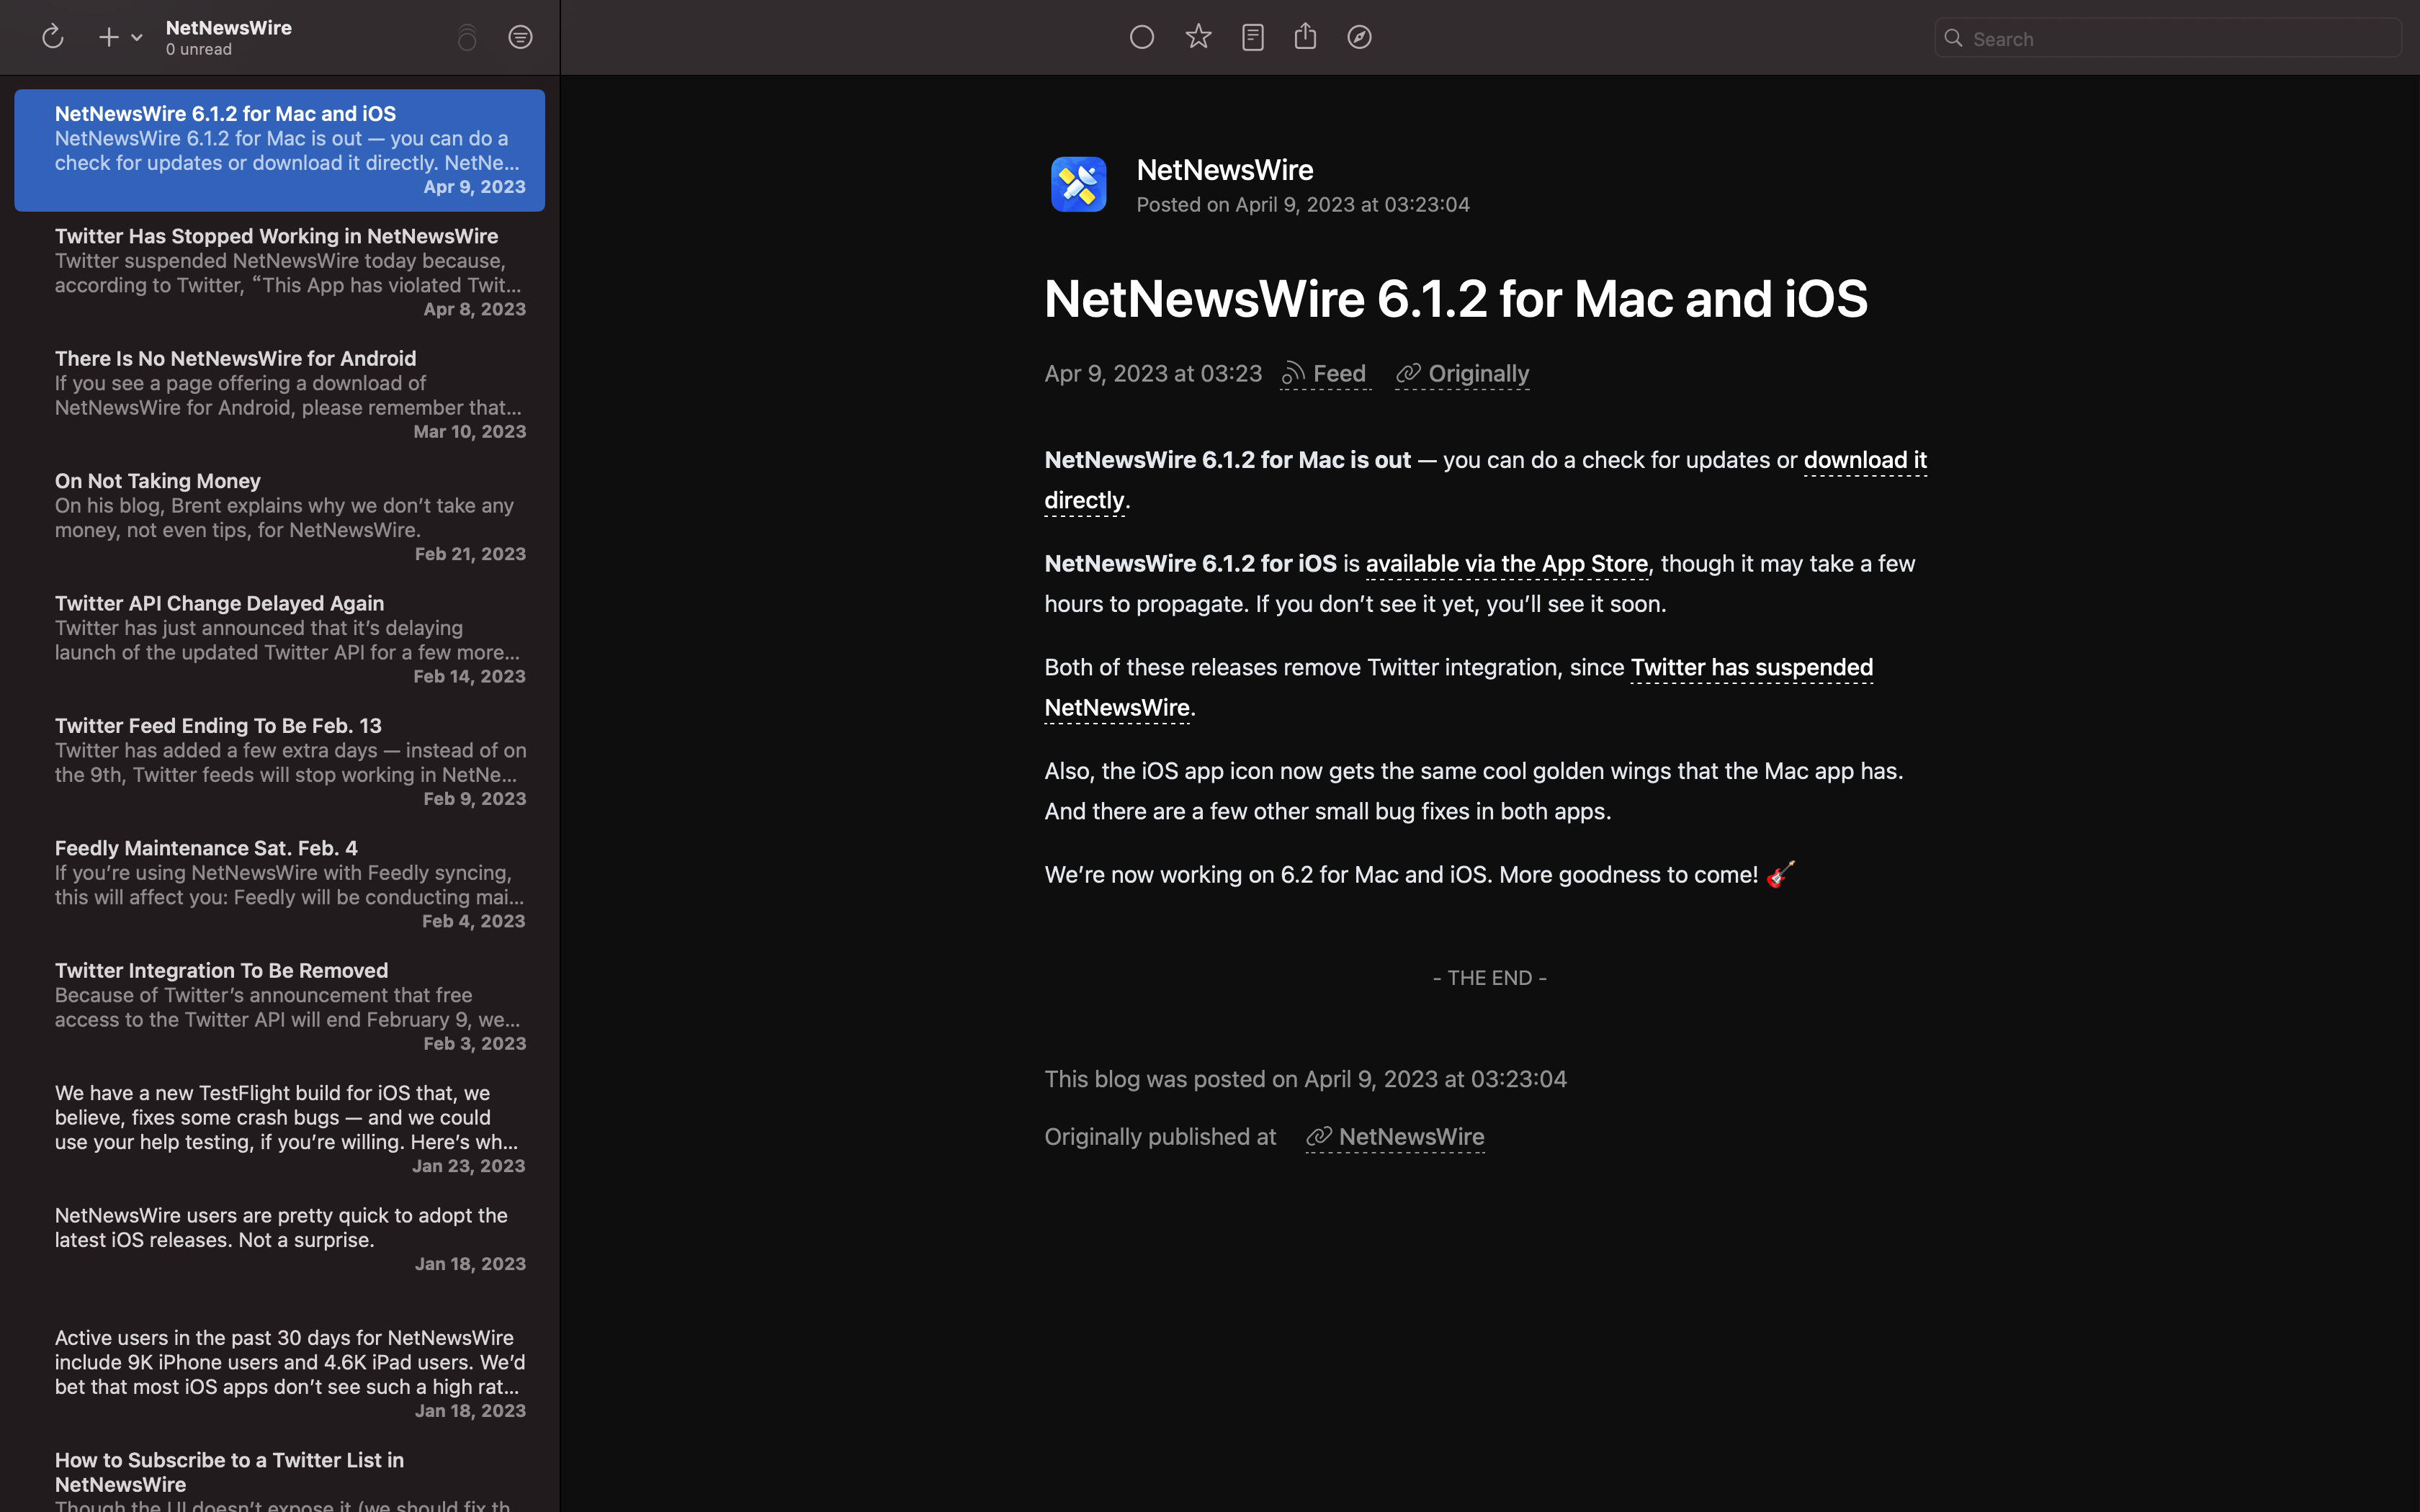 NetNewsWire
0 unread
Search
NetNewsWire 6.1.2 for Mac and iOS
NetNewsWire 6.1.2 for Mac is out — you can do a
check for updates or download it directly. NetNe...
Apr 9, 2023
Twitter Has Stopped Working in NetNewsWire
Twitter suspended NetNewsWire today because,
according to Twitter, “This App has violated Twit...
Apr 8, 2023
There Is No NetNewsWire for Android
If you see a page offering a download of
NetNewsWire for Android, please remember that...
Mar 10, 2023
On Not Taking Money
On his blog, Brent explains why we don’t take any
money, not even tips, for NetNewsWire.
Feb 21, 2023
Twitter API Change Delayed Again
Twitter has just announced that it’s delaying
launch of the updated Twitter API for a few more...
Feb 14, 2023
Twitter Feed Ending To Be Feb. 13
Twitter has added a few extra days — instead of on
the 9th, Twitter feeds will stop working in NetNe...
Feb 9, 2023
Feedly Maintenance Sat. Feb. 4
If you’re using NetNewsWire with Feedly syncing,
this will affect you: Feedly will be conducting mai...
Feb 4, 2023
Twitter Integration To Be Removed
Because of Twitter’s announcement that free
access to the Twitter API will end February 9, we...
Feb 3, 2023
We have a new TestFlight build for iOS that, we
believe, fixes some crash bugs — and we could
use your help testing, if you’re willing. Here’s wh...
Jan 23, 2023
NetNewsWire users are pretty quick to adopt the
latest iOS releases. Not a surprise.
Jan 18, 2023
Active users in the past 30 days for NetNewsWire
include 9K iPhone users and 4.6K iPad users. We’d
bet that most iOS apps don’t see such a high rat...
Jan 18, 2023
How to Subscribe to a Twitter List in
NetNewsWire
Though the UI doesn’t expose it (we should fix th
NetNewsWire
Posted on April 9, 2023 at 03:23:04
NetNewsWire 6.1.2 for Mac and iOS
Apr 9, 2023 at 03:23 Feed Originally
NetNewsWire 6.1.2 for Mac is out — you can do a check for updates or download it
directly.
NetNewsWire 6.1.2 for iOS is available via the App Store, though it may take a few
hours to propagate. If you don’t see it yet, you’ll see it soon.
Both of these releases remove Twitter integration, since Twitter has suspended
NetNewsWire.
Also, the iOS app icon now gets the same cool golden wings that the Mac app has.
And there are a few other small bug fixes in both apps.
We’re now working on 6.2 for Mac and iOS. More goodness to come! 🎸
- THE END -
This blog was posted on April 9, 2023 at 03:23:04
Originally published at NetNewsWire